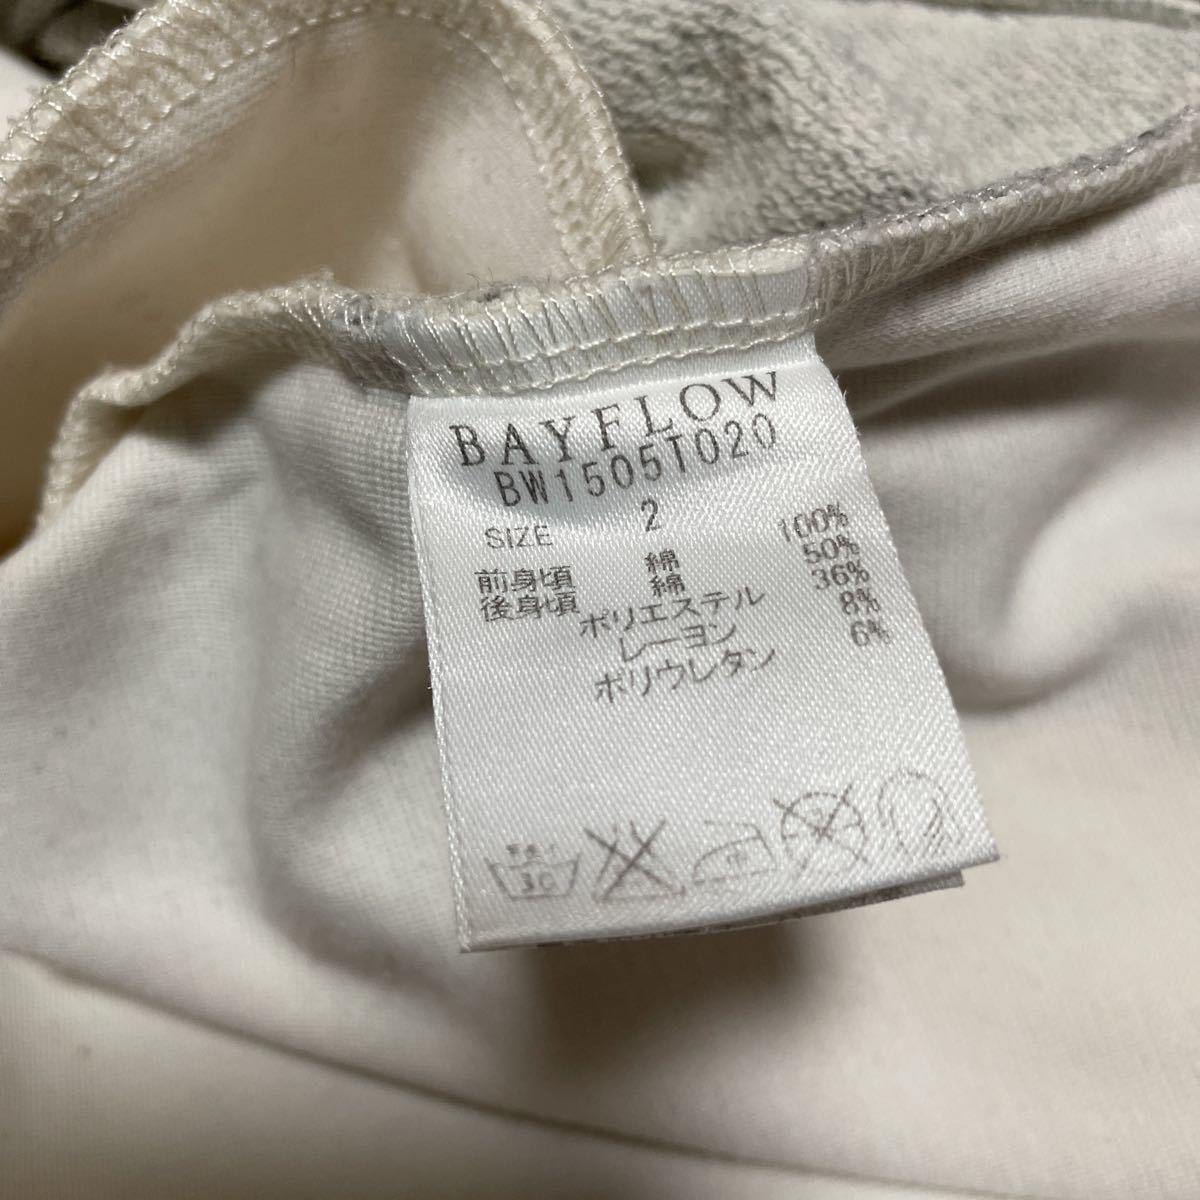 BAYFLOW
BW1505T020
SIZE 2
前身頃 綿 100%
後身頃 綿 50%
ポリエステル 36%
レーヨン 8%
ポリウレタン 6%
30
中